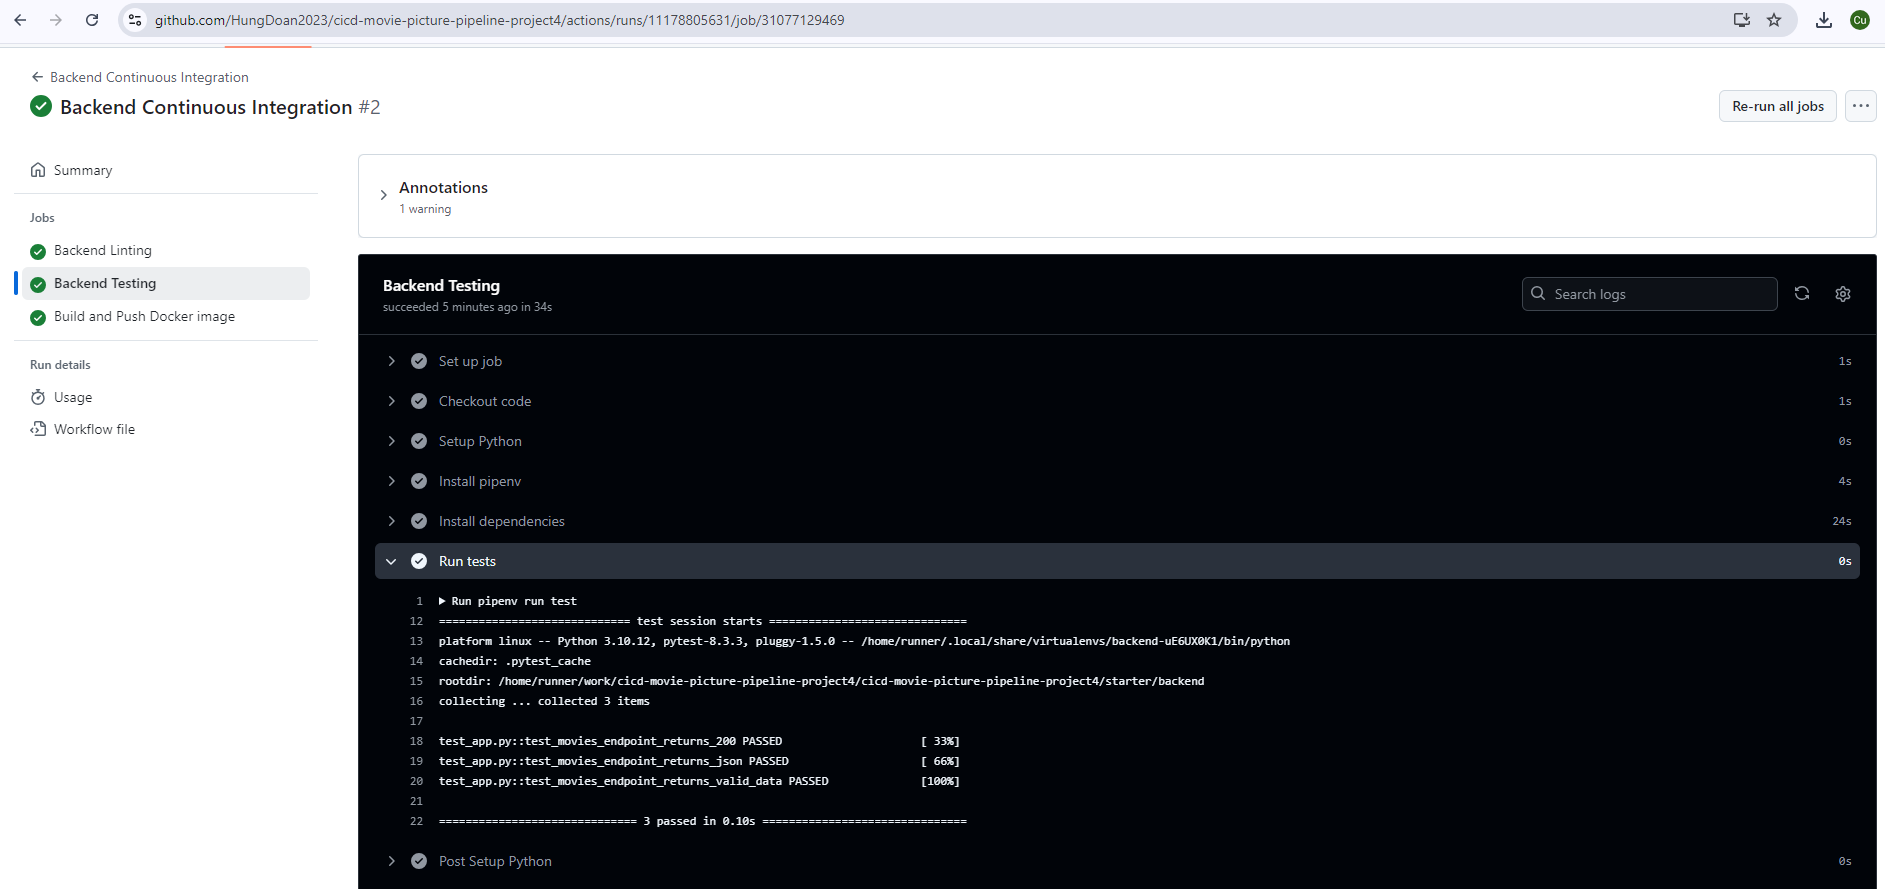 github.com/HungDoan2023/cicd-movie-picture-pipeline-project4/actions/runs/11178805631/job/31077129469
Cu
Backend Continuous Integration
Backend Continuous Integration #2
Re-run all jobs
Summary
Jobs
Backend Linting
Backend Testing
Build and Push Docker image
Run details
Usage
Workflow file
Annotations
1 warning
Backend Testing
succeeded 5 minutes ago in 34s
Search logs
Set up job 1s
Checkout code 1s
Setup Python 0s
Install pipenv 4s
Install dependencies 24s
Run tests 0s
1 Run pipenv run test
12 ============================= test session starts ==============================
13 platform linux -- Python 3.10.12, pytest-8.3.3, pluggy-1.5.0 -- /home/runner/.local/share/virtualenvs/backend-uE6UX0K1/bin/python
14 cachedir: .pytest_cache
15 rootdir: /home/runner/work/cicd-movie-picture-pipeline-project4/cicd-movie-picture-pipeline-project4/starter/backend
16 collecting ... collected 3 items
17
18 test_app.py::test_movies_endpoint_returns_200 PASSED [ 33%]
19 test_app.py::test_movies_endpoint_returns_json PASSED [ 66%]
20 test_app.py::test_movies_endpoint_returns_valid_data PASSED [100%]
21
22 ============================== 3 passed in 0.10s ===============================
Post Setup Python 0s